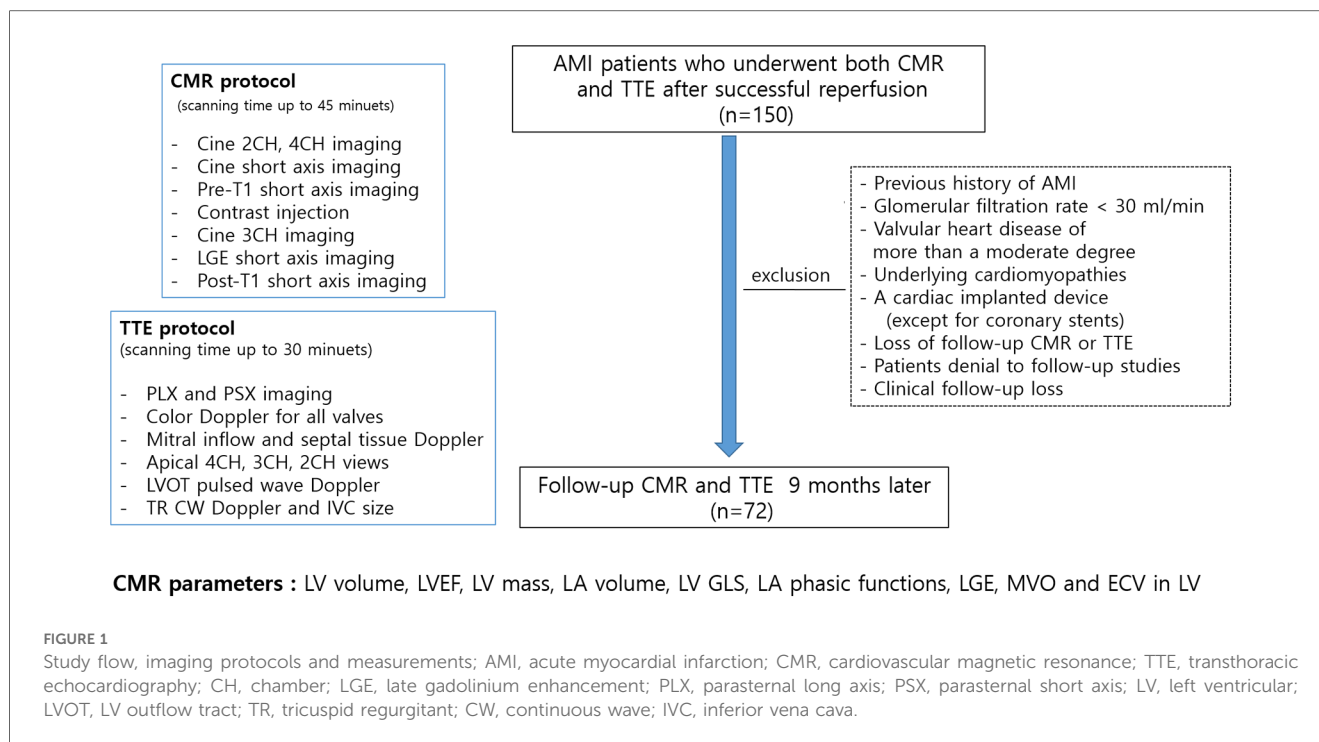 CMR protocol
(scanning time up to 45 minuets)
- Cine 2CH, 4CH imaging
- Cine short axis imaging
- Pre-T1 short axis imaging
- Contrast injection
- Cine 3CH imaging
- LGE short axis imaging
- Post-T1 short axis imaging
TTE protocol
(scanning time up to 30 minuets)
- PLX and PSX imaging
- Color Doppler for all valves
- Mitral inflow and septal tissue Doppler
- Apical 4CH, 3CH, 2CH views
- LVOT pulsed wave Doppler
- TR CW Doppler and IVC size
AMI patients who underwent both CMR
and TTE after successful reperfusion
(n=150)
exclusion
- Previous history of AMI
- Glomerular filtration rate < 30 ml/min
- Valvular heart disease of
more than a moderate degree
- Underlying cardiomyopathies
- A cardiac implanted device
(except for coronary stents)
- Loss of follow-up CMR or TTE
- Patients denial to follow-up studies
- Clinical follow-up loss
Follow-up CMR and TTE 9 months later
(n=72)
CMR parameters : LV volume, LVEF, LV mass, LA volume, LV GLS, LA phasic functions, LGE, MVO and ECV in LV
FIGURE 1
Study flow, imaging protocols and measurements; AMI, acute myocardial infarction; CMR, cardiovascular magnetic resonance; TTE, transthoracic
echocardiography; CH, chamber; LGE, late gadolinium enhancement; PLX, parasternal long axis; PSX, parasternal short axis; LV, left ventricular;
LVOT, LV outflow tract; TR, tricuspid regurgitant; CW, continuous wave; IVC, inferior vena cava.